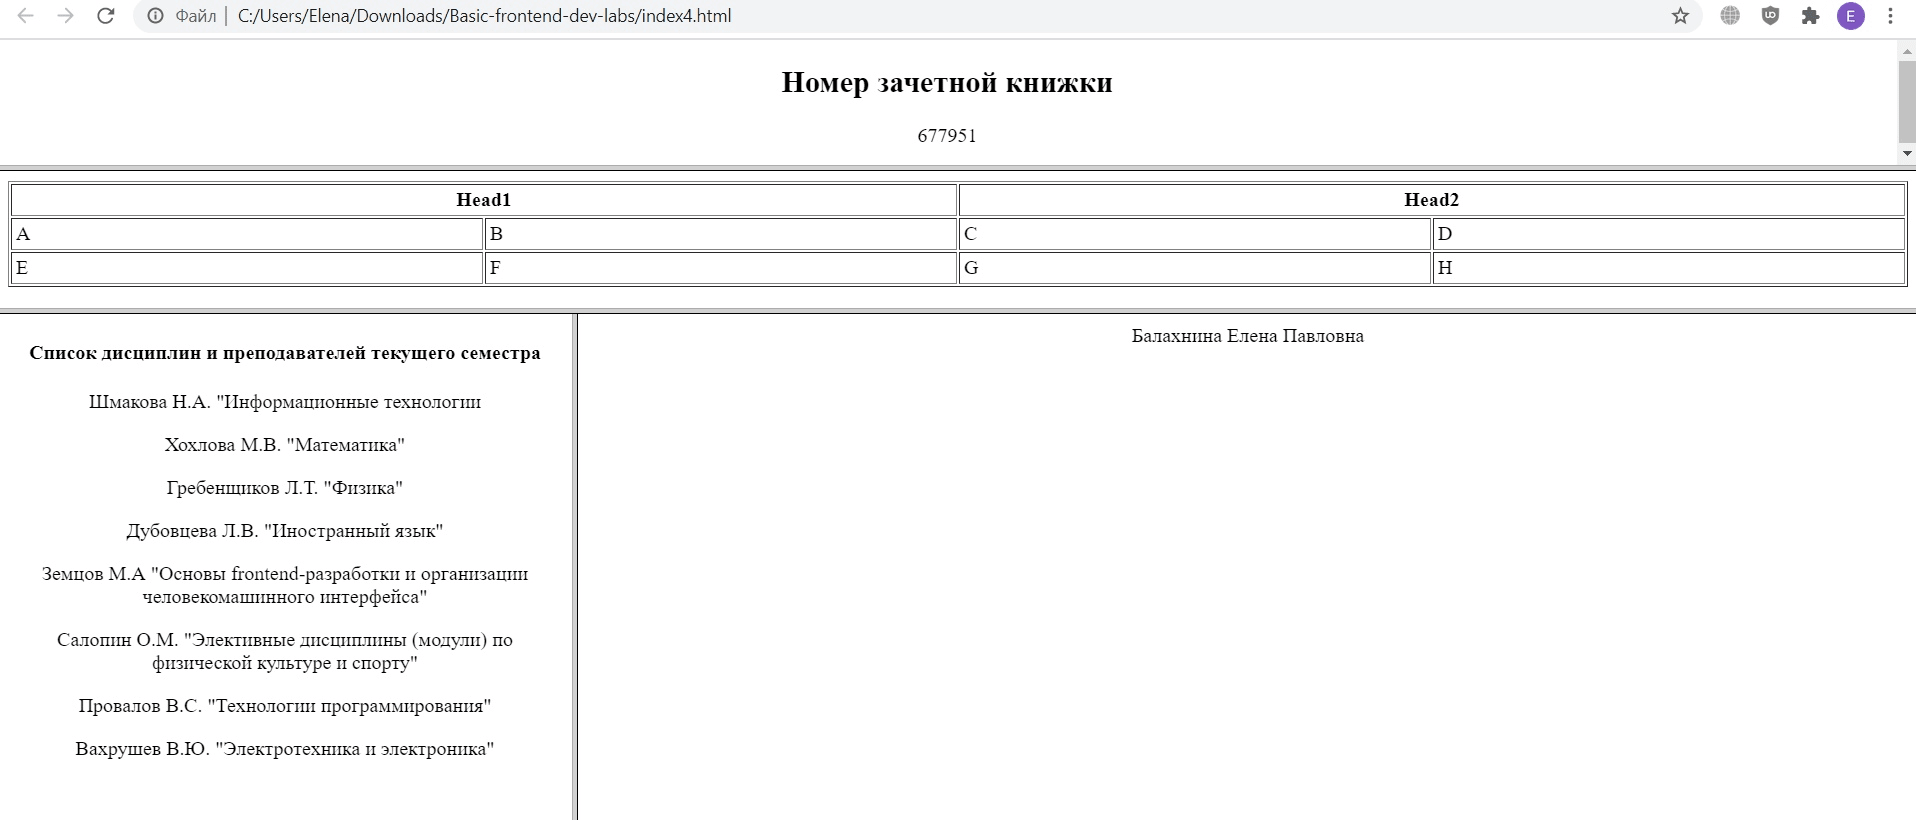 Файл | C:/Users/Elena/Downloads/Basic-frontend-dev-labs/index4.html
E
Номер зачетной книжки
677951
Head1 Head2
A B C D
E F G H
Список дисциплин и преподавателей текущего семестра
Шмакова Н.А. "Информационные технологии
Хохлова М.В. "Математика"
Гребенщиков Л.Т. "Физика"
Дубовцева Л.В. "Иностранный язык"
Земцов М.А "Основы frontend-разработки и организации
человекомашинного интерфейса"
Салопин О.М. "Элективные дисциплины (модули) по
физической культуре и спорту"
Провалов В.С. "Технологии программирования"
Вахрушев В.Ю. "Электротехника и электроника"
Балахнина Елена Павловна